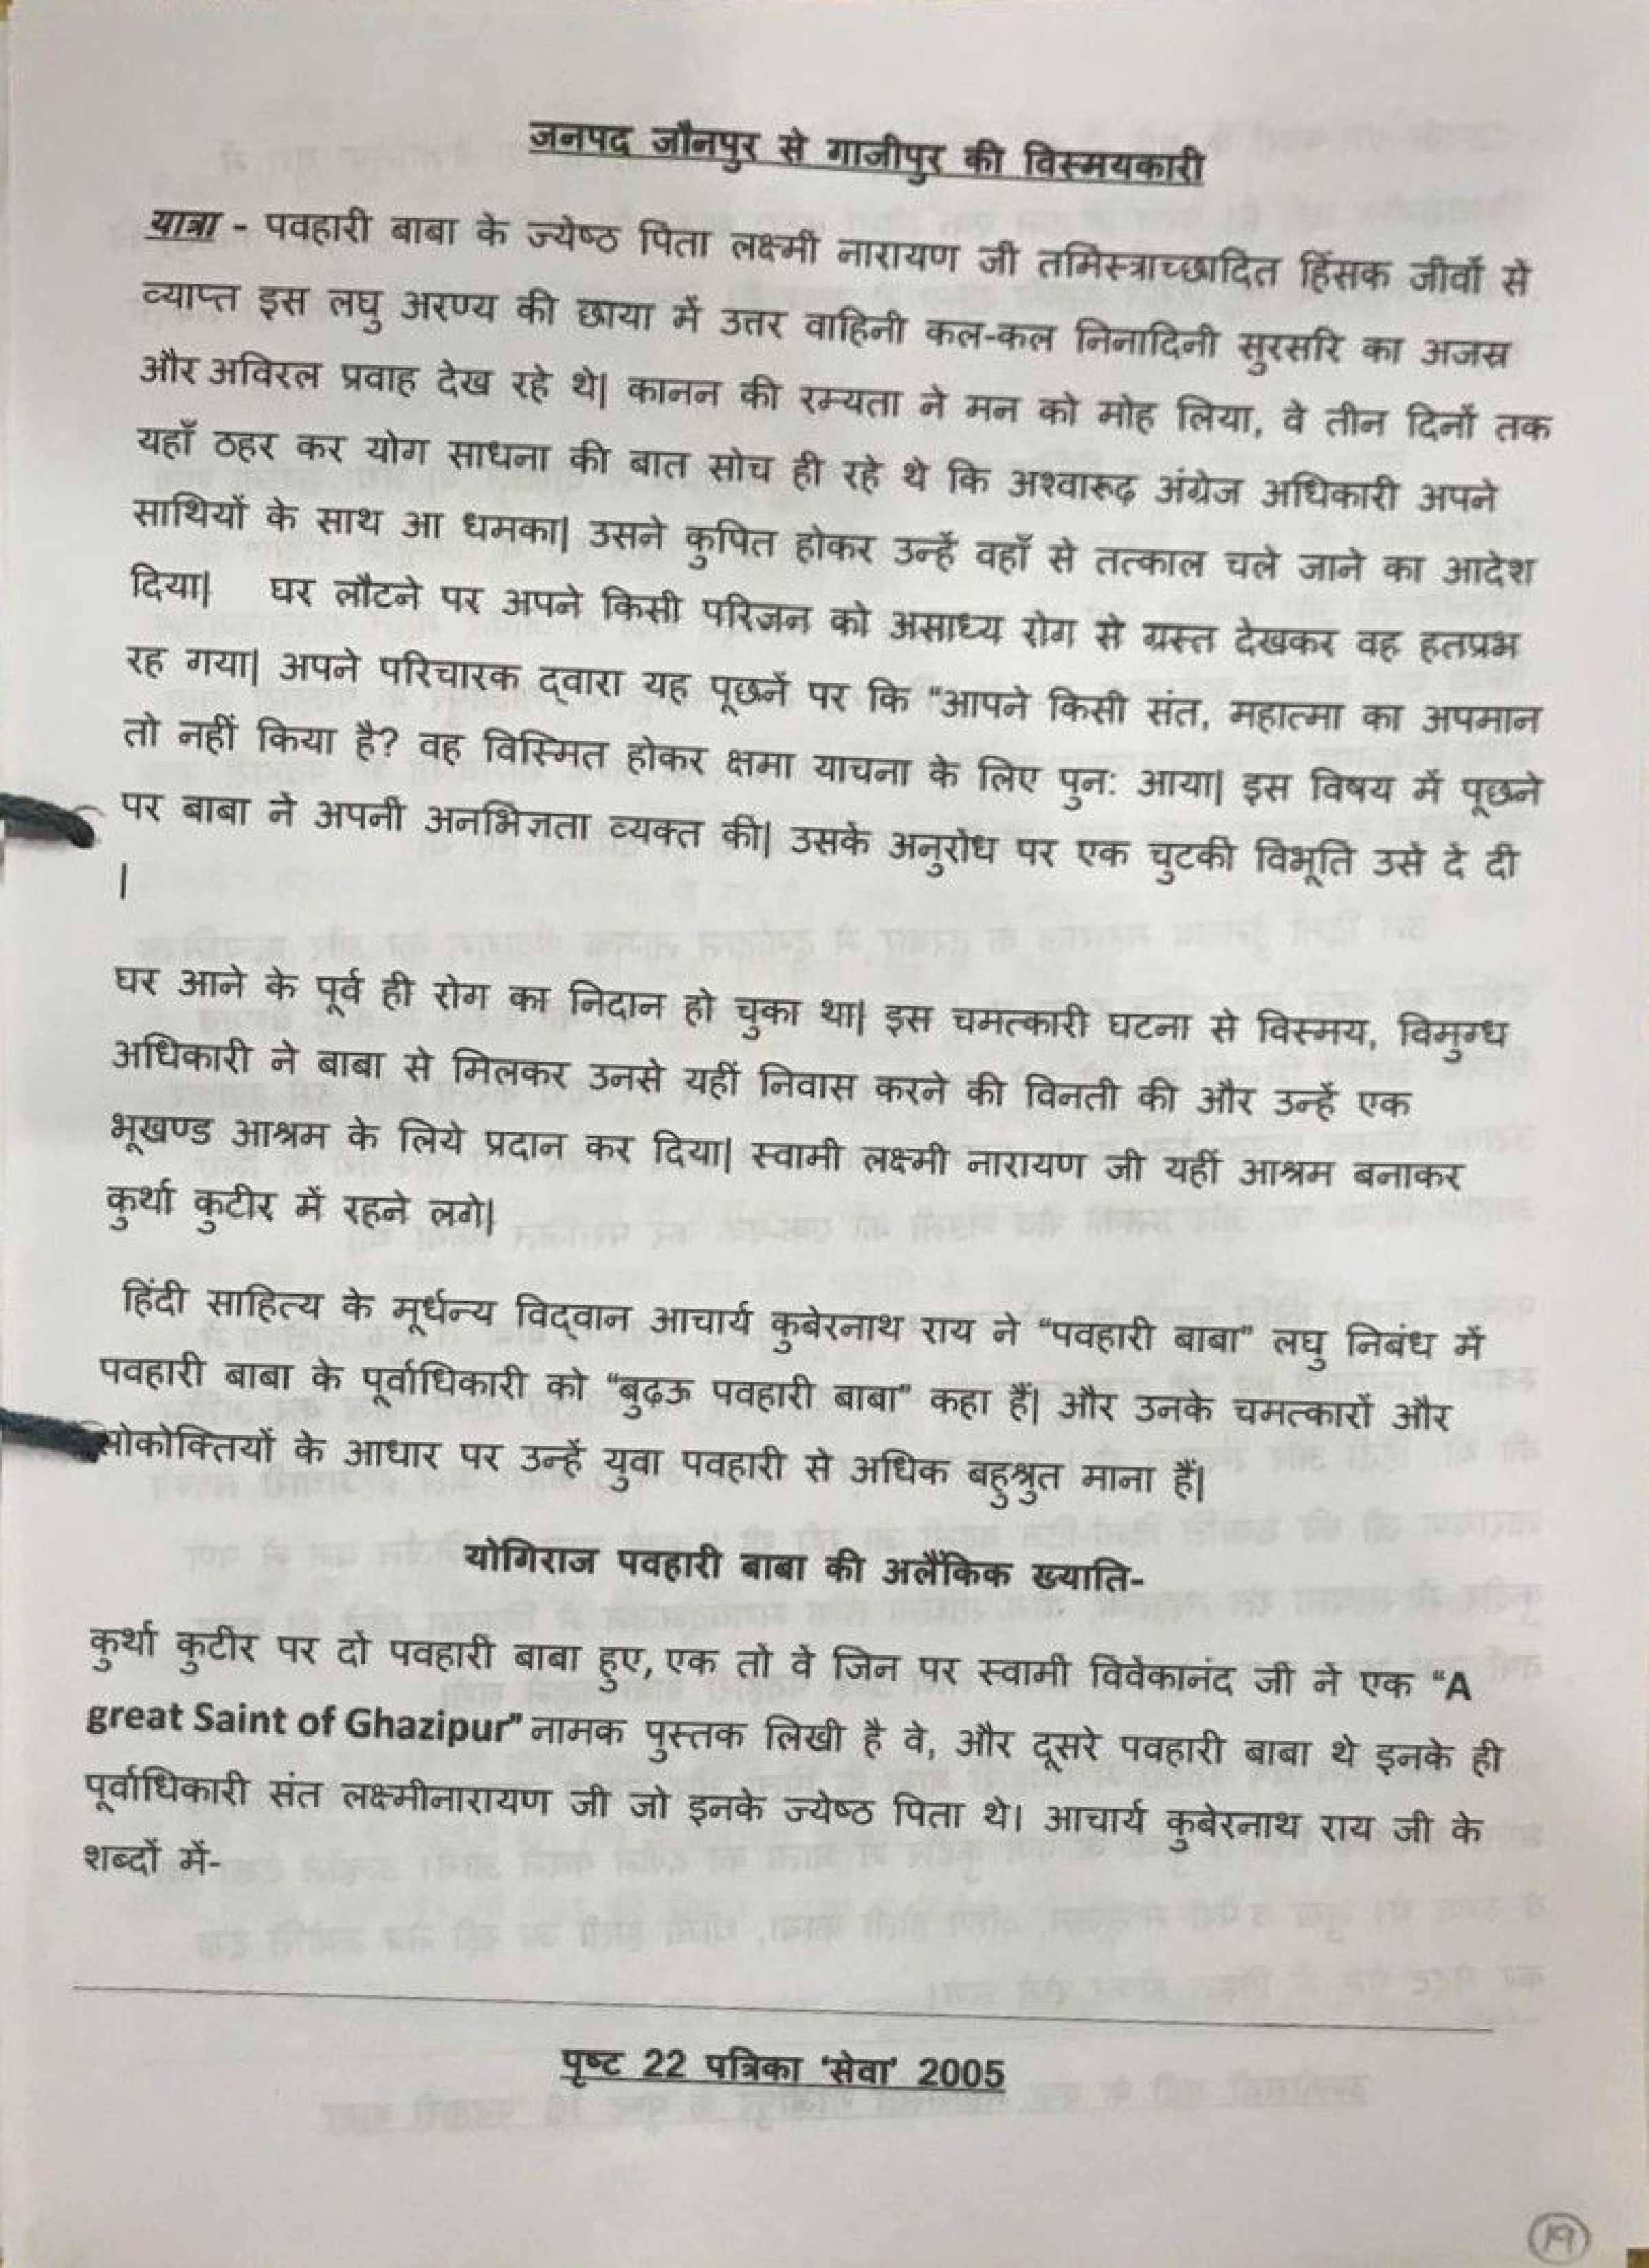 जनपद जौनपुर से गाजीपुर की विस्मयकारी
यात्रा - पवहारी बाबा के ज्येष्ठ पिता लक्ष्मी नारायण जी तमिस्त्राच्छादित हिंसक जीवों से
व्याप्त इस लघु अरण्य की छाया में उत्तर वाहिनी कल-कल निनादिनी सुरसरि का अजस्र
और अविरल प्रवाह देख रहे थे| कानन की रम्यता ने मन को मोह लिया, वे तीन दिनों तक
यहाँ ठहर कर योग साधना की बात सोच ही रहे थे कि अश्वारूढ़ अंग्रेज अधिकारी अपने
साथियों के साथ आ धमका| उसने कुपित होकर उन्हें वहाँ से तत्काल चले जाने का आदेश
दिया| घर लौटने पर अपने किसी परिजन को असाध्य रोग से ग्रस्त देखकर वह हतप्रभ
रह गया| अपने परिचारक द्वारा यह पूछनें पर कि "आपने किसी संत, महात्मा का अपमान
तो नहीं किया है? वह विस्मित होकर क्षमा याचना के लिए पुन: आया| इस विषय में पूछने
पर बाबा ने अपनी अनभिज्ञता व्यक्त की| उसके अनुरोध पर एक चुटकी विभूति उसे दे दी
|
घर आने के पूर्व ही रोग का निदान हो चुका था| इस चमत्कारी घटना से विस्मय, विमुग्ध
अधिकारी ने बाबा से मिलकर उनसे यहीं निवास करने की विनती की और उन्हें एक
भूखण्ड आश्रम के लिये प्रदान कर दिया| स्वामी लक्ष्मी नारायण जी यहीं आश्रम बनाकर
कुर्था कुटीर में रहने लगे|
हिंदी साहित्य के मूर्धन्य विद्वान आचार्य कुबेरनाथ राय ने "पवहारी बाबा" लघु निबंध में
पवहारी बाबा के पूर्वाधिकारी को "बुढ़ऊ पवहारी बाबा" कहा हैं| और उनके चमत्कारों और
लोकोक्तियों के आधार पर उन्हें युवा पवहारी से अधिक बहुश्रुत माना हैं|
योगिराज पवहारी बाबा की अलैंकिक ख्याति-
कुर्था कुटीर पर दो पवहारी बाबा हुए, एक तो वे जिन पर स्वामी विवेकानंद जी ने एक "A
great Saint of Ghazipur" नामक पुस्तक लिखी है वे, और दूसरे पवहारी बाबा थे इनके ही
पूर्वाधिकारी संत लक्ष्मीनारायण जी जो इनके ज्येष्ठ पिता थे। आचार्य कुबेरनाथ राय जी के
शब्दों में-
पृष्ट 22 पत्रिका 'सेवा' 2005
19